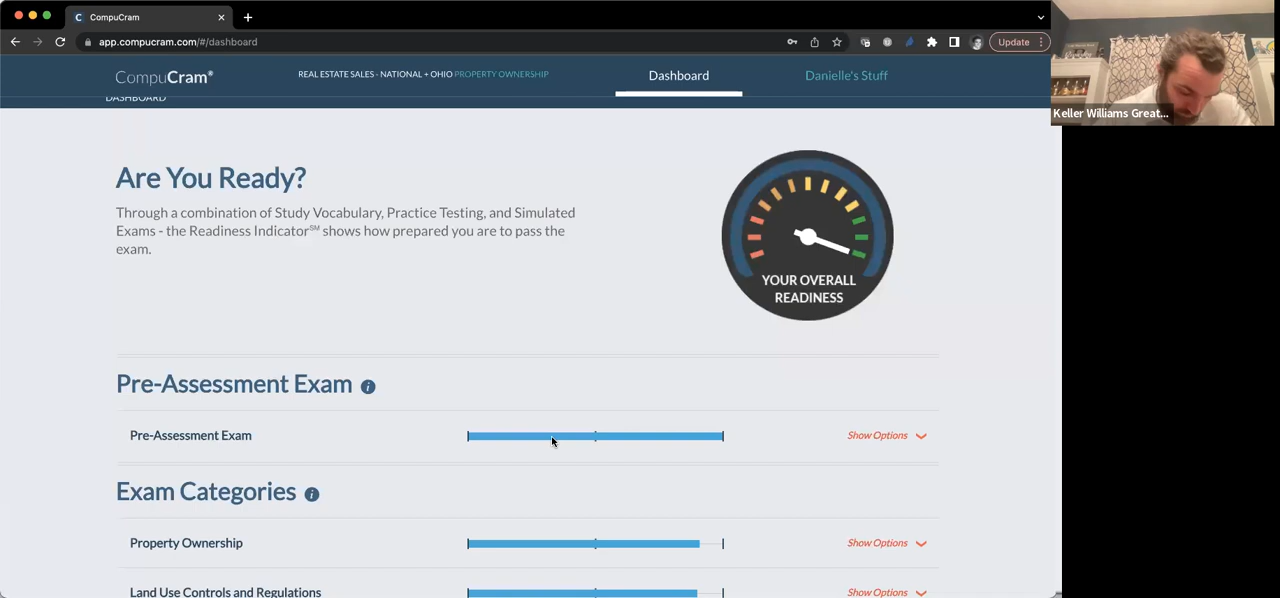 CompuCram
app.compucram.com/#/dashboard
Update
CompuCram®
REAL ESTATE SALES - NATIONAL + OHIO PROPERTY OWNERSHIP
Dashboard
Danielle's Stuff
DASHBOARD
Keller Williams Great...
Are You Ready?
Through a combination of Study Vocabulary, Practice Testing, and Simulated
Exams - the Readiness Indicator℠ shows how prepared you are to pass the
exam.
YOUR OVERALL
READINESS
Pre-Assessment Exam
Pre-Assessment Exam
Show Options
Exam Categories
Property Ownership
Show Options
Land Use Controls and Regulations
Show Options